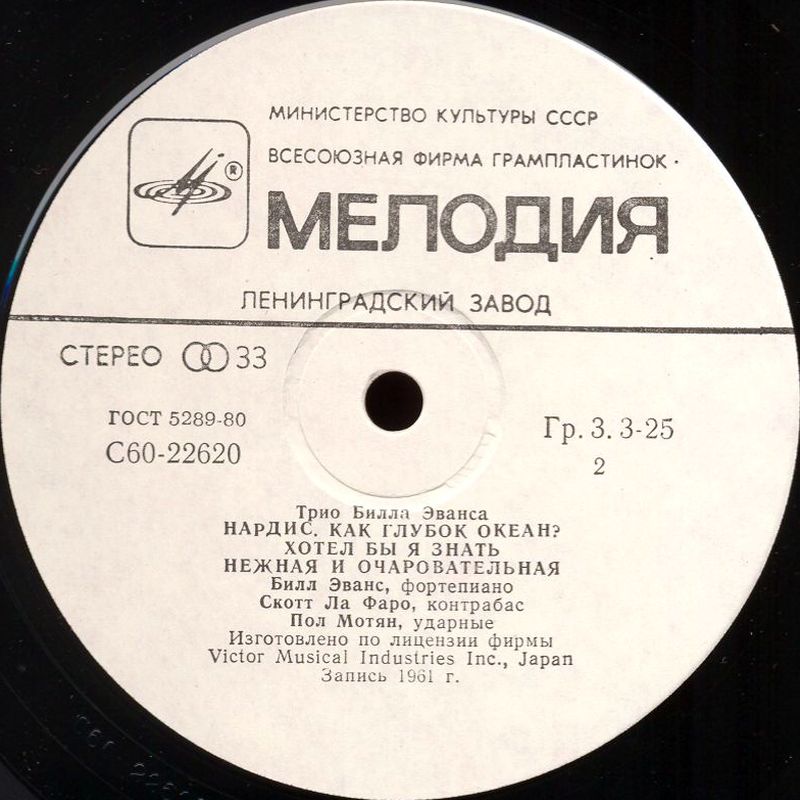 МИНИСТЕРСТВО КУЛЬТУРЫ СССР
ВСЕСОЮЗНАЯ ФИРМА ГРАМПЛАСТИНОК
®
МЕЛОДИЯ
ЛЕНИНГРАДСКИЙ ЗАВОД
СТЕРЕО 33
ГОСТ 5289-80
С60-22620
Гр. 3. 3-25
2
Трио Билла Эванса
НАРДИС. КАК ГЛУБОК ОКЕАН?
ХОТЕЛ БЫ Я ЗНАТЬ
НЕЖНАЯ И ОЧАРОВАТЕЛЬНАЯ
Билл Эванс, фортепиано
Скотт Ла Фаро, контрабас
Пол Мотян, ударные
Изготовлено по лицензии фирмы
Victor Musical Industries Inc., Japan
Запись 1961 г.